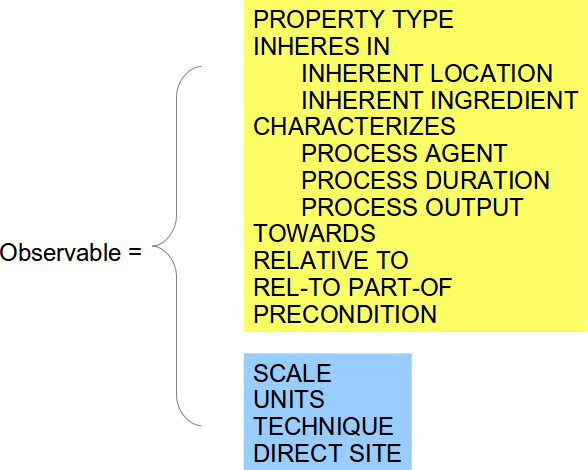 PROPERTY TYPE
INHERES IN
INHERENT LOCATION
INHERENT INGREDIENT
CHARACTERIZES
PROCESS AGENT
PROCESS DURATION
PROCESS OUTPUT
TOWARDS
RELATIVE TO
REL-TO PART-OF
PRECONDITION
Observable =
SCALE
UNITS
TECHNIQUE
DIRECT SITE